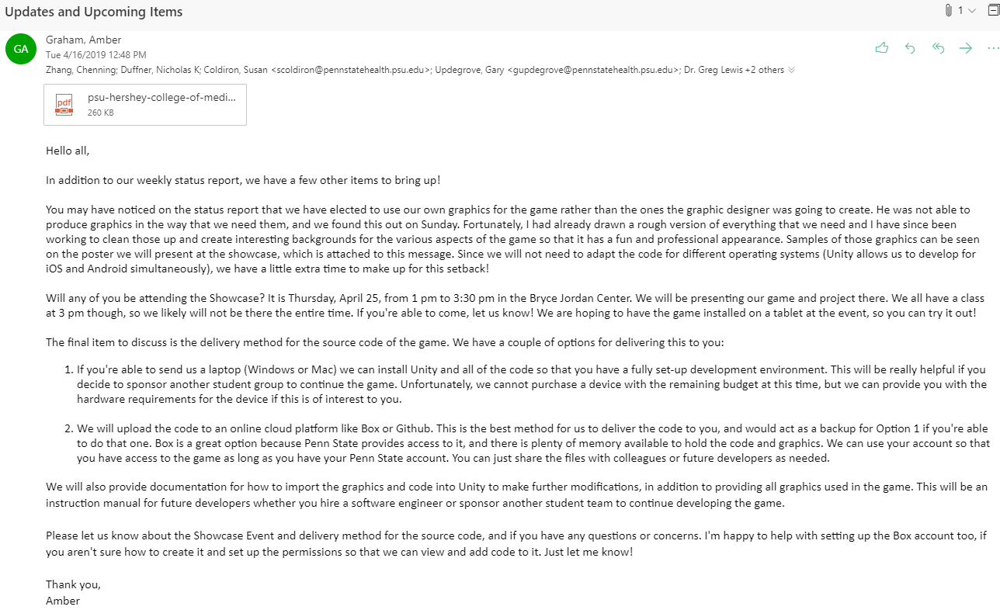 Updates and Upcoming Items
1
GA
Graham, Amber
Tue 4/16/2019 12:48 PM
Zhang, Chenning; Duffner, Nicholas K; Coldiron, Susan <scoldiron@pennstatehealth.psu.edu>; Updegrove, Gary <gupdegrove@pennstatehealth.psu.edu>; Dr. Greg Lewis +2 others
pdf
psu-hershey-college-of-medi...
260 KB
Hello all,
In addition to our weekly status report, we have a few other items to bring up!
You may have noticed on the status report that we have elected to use our own graphics for the game rather than the ones the graphic designer was going to create. He was not able to
produce graphics in the way that we need them, and we found this out on Sunday. Fortunately, I had already drawn a rough version of everything that we need and I have since been
working to clean those up and create interesting backgrounds for the various aspects of the game so that it has a fun and professional appearance. Samples of those graphics can be seen
on the poster we will present at the showcase, which is attached to this message. Since we will not need to adapt the code for different operating systems (Unity allows us to develop for
iOS and Android simultaneously), we have a little extra time to make up for this setback!
Will any of you be attending the Showcase? It is Thursday, April 25, from 1 pm to 3:30 pm in the Bryce Jordan Center. We will be presenting our game and project there. We all have a class
at 3 pm though, so we likely will not be there the entire time. If you're able to come, let us know! We are hoping to have the game installed on a tablet at the event, so you can try it out!
The final item to discuss is the delivery method for the source code of the game. We have a couple of options for delivering this to you:
1. If you're able to send us a laptop (Windows or Mac) we can install Unity and all of the code so that you have a fully set-up development environment. This will be really helpful if you
decide to sponsor another student group to continue the game. Unfortunately, we cannot purchase a device with the remaining budget at this time, but we can provide you with the
hardware requirements for the device if this is of interest to you.
2. We will upload the code to an online cloud platform like Box or Github. This is the best method for us to deliver the code to you, and would act as a backup for Option 1 if you're able
to do that one. Box is a great option because Penn State provides access to it, and there is plenty of memory available to hold the code and graphics. We can use your account so that
you have access to the game as long as you have your Penn State account. You can just share the files with colleagues or future developers as needed.
We will also provide documentation for how to import the graphics and code into Unity to make further modifications, in addition to providing all graphics used in the game. This will be an
instruction manual for future developers whether you hire a software engineer or sponsor another student team to continue developing the game.
Please let us know about the Showcase Event and delivery method for the source code, and if you have any questions or concerns. I'm happy to help with setting up the Box account too, if
you aren't sure how to create it and set up the permissions so that we can view and add code to it. Just let me know!
Thank you,
Amber